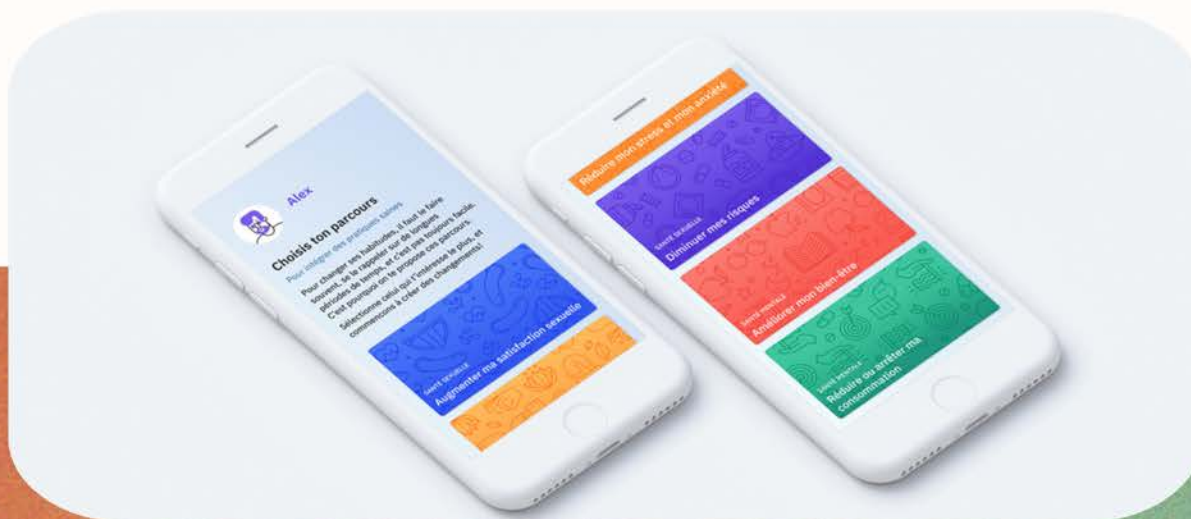 Alex
Choisis ton parcours
Pour intégrer des pratiques saines
Pour changer ses habitudes, il faut le faire
souvent, se le rappeler sur de longues
périodes de temps, et c'est pas toujours facile.
C'est pourquoi on te propose ces parcours.
Sélectionne celui qui t'intéresse le plus, et
commençons à créer des changements!
SANTÉ SEXUELLE
Augmenter ma satisfaction sexuelle
Réduire mon stress et mon anxiété
SANTÉ SEXUELLE
Diminuer mes risques
SANTÉ MENTALE
Améliorer mon bien-être
SANTÉ MENTALE
Réduire ou arrêter ma
consommation